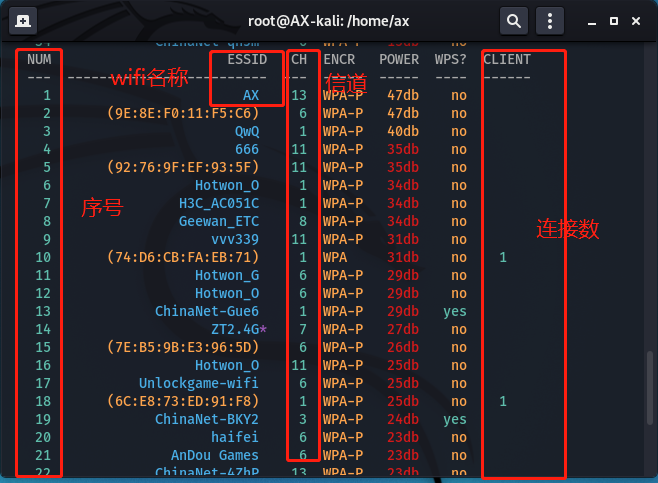 root@AX-kali: /home/ax
NUM ESSID CH ENCR POWER WPS? CLIENT
--- ------------------------- --- ----- ----- ---- ------
wifi名称 信道
1 AX 13 WPA-P 47db no
2 (9E:8E:F0:11:F5:C6) 6 WPA-P 47db no
3 QwQ 1 WPA-P 40db no
4 666 11 WPA-P 35db no
5 (92:76:9F:EF:93:5F) 11 WPA-P 35db no
6 Hotwon_O 1 WPA-P 34db no
7 H3C_AC051C 1 WPA-P 34db no
序号
8 Geewan_ETC 8 WPA-P 34db no
连接数
9 vvv339 11 WPA-P 31db no
10 (74:D6:CB:FA:EB:71) 1 WPA 31db no 1
11 Hotwon_G 6 WPA-P 29db no
12 Hotwon_O 6 WPA-P 29db no
13 ChinaNet-Gue6 1 WPA-P 29db yes
14 ZT2.4G* 7 WPA-P 27db no
15 (7E:B5:9B:E3:96:5D) 6 WPA-P 26db no
16 Hotwon_O 11 WPA-P 25db no
17 Unlockgame-wifi 6 WPA-P 25db no
18 (6C:E8:73:ED:91:F8) 1 WPA-P 25db no 1
19 ChinaNet-BKY2 3 WPA-P 24db yes
20 haifei 6 WPA-P 23db no
21 AnDou Games 6 WPA-P 23db no
22 ChinaNet-4ZhP 13 WPA-P 23db no